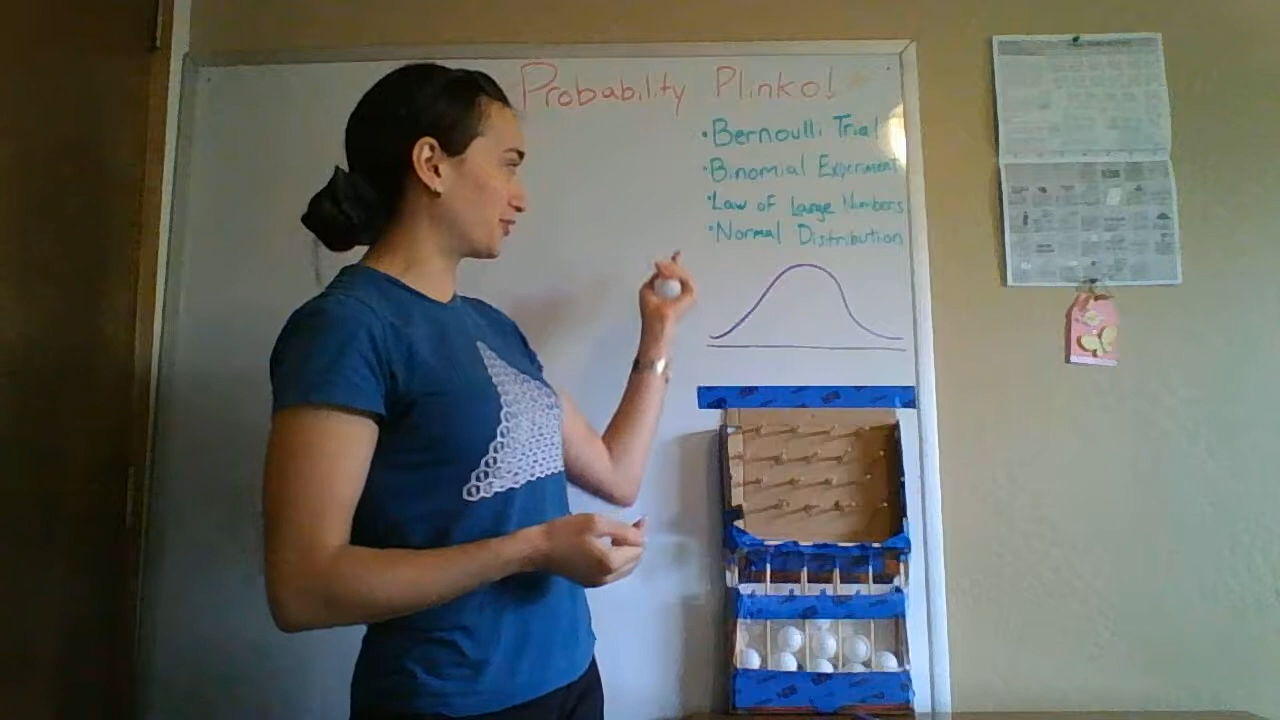 Probability Plinko!
• Bernoulli Trial
• Binomial Experiment
• Law of Large Numbers
• Normal Distribution